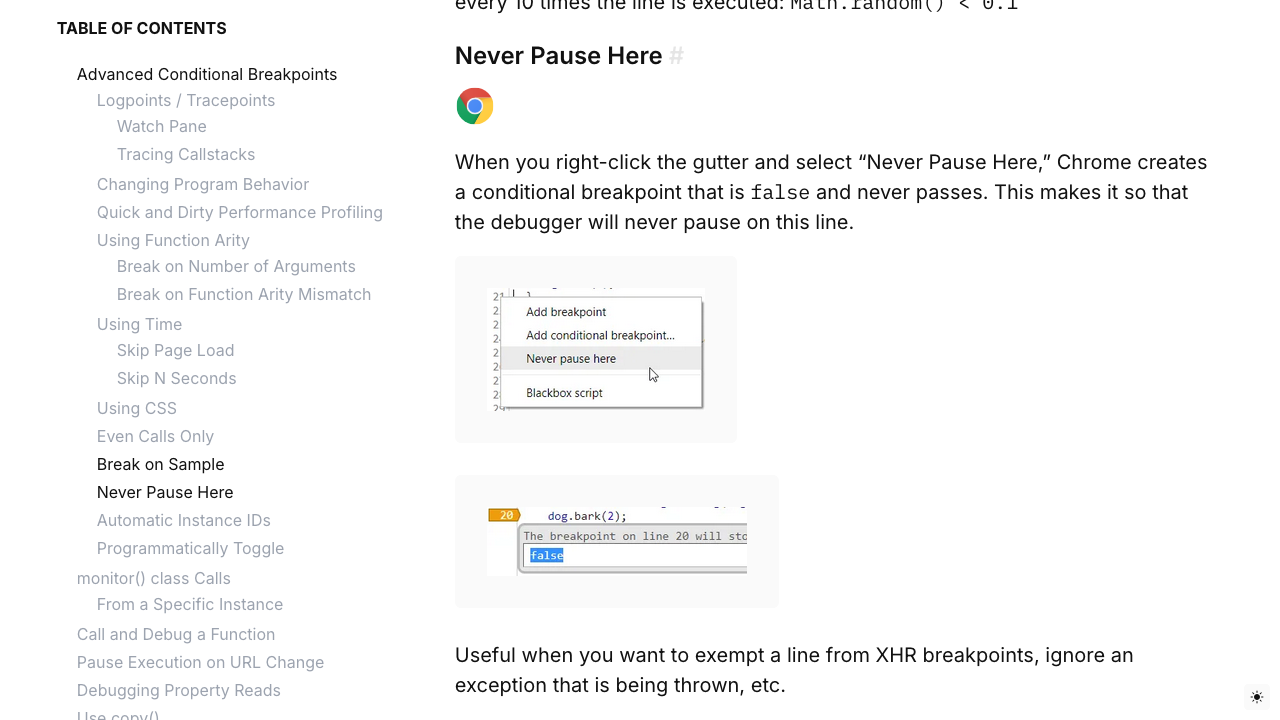 TABLE OF CONTENTS
Advanced Conditional Breakpoints
Logpoints / Tracepoints
Watch Pane
Tracing Callstacks
Changing Program Behavior
Quick and Dirty Performance Profiling
Using Function Arity
Break on Number of Arguments
Break on Function Arity Mismatch
Using Time
Skip Page Load
Skip N Seconds
Using CSS
Even Calls Only
Break on Sample
Never Pause Here
Automatic Instance IDs
Programmatically Toggle
monitor() class Calls
From a Specific Instance
Call and Debug a Function
Pause Execution on URL Change
Debugging Property Reads
Use copy()
every 10 times the line is executed: Math.random() < 0.1
Never Pause Here #
When you right-click the gutter and select “Never Pause Here,” Chrome creates
a conditional breakpoint that is false and never passes. This makes it so that
the debugger will never pause on this line.
21
Add breakpoint
Add conditional breakpoint...
Never pause here
Blackbox script
20 dog.bark(2);
The breakpoint on line 20 will sto
false
Useful when you want to exempt a line from XHR breakpoints, ignore an
exception that is being thrown, etc.